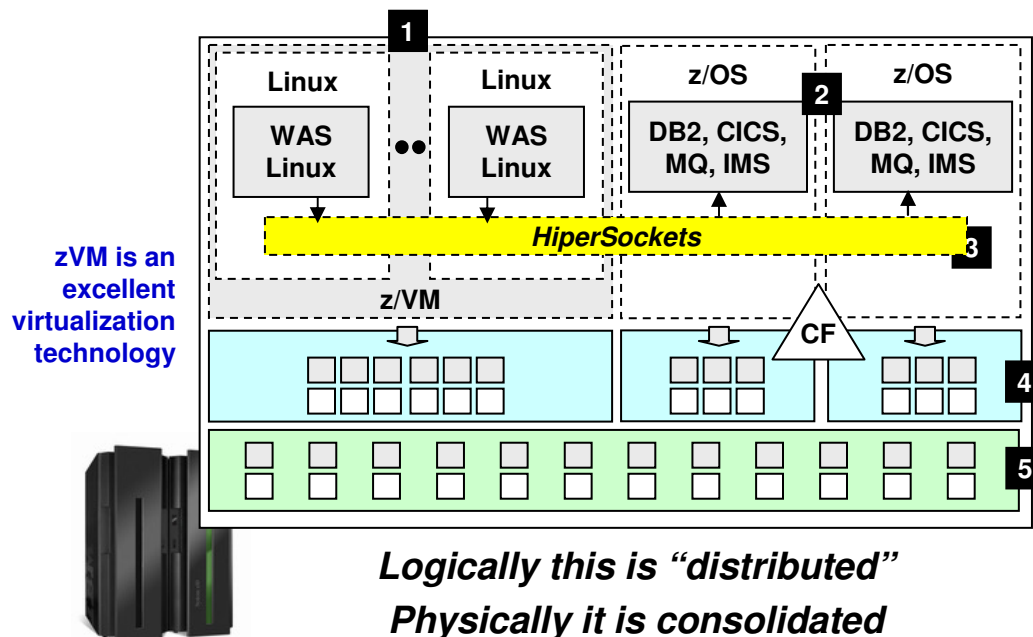 1
Linux
Linux
z/OS
z/OS
2
WAS
Linux
WAS
Linux
DB2, CICS,
MQ, IMS
DB2, CICS,
MQ, IMS
HiperSockets
3
zVM is an
excellent
virtualization
technology
z/VM
CF
4
5
Logically this is “distributed”
Physically it is consolidated